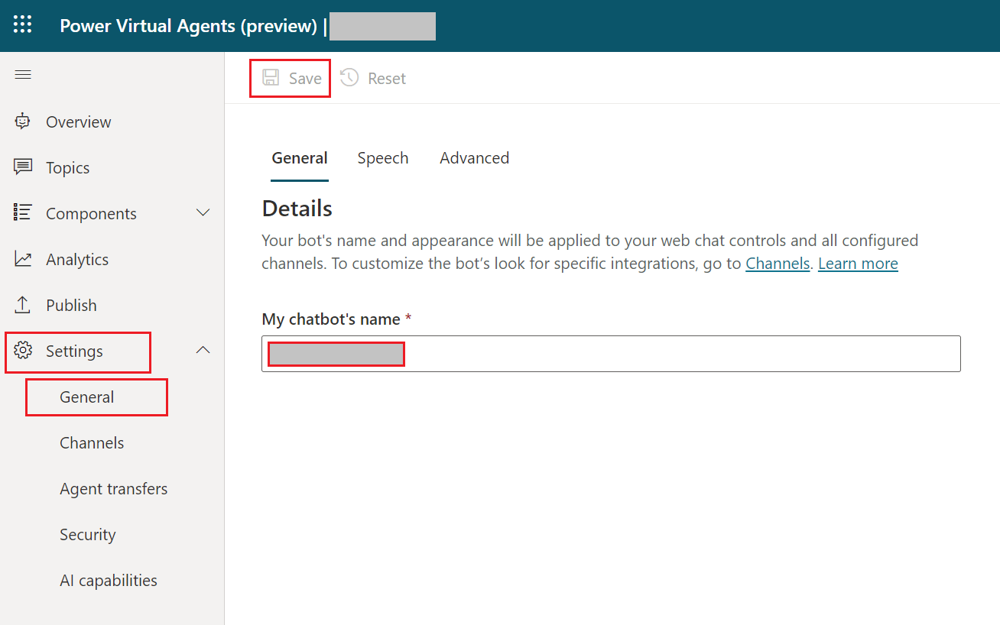 Power Virtual Agents (preview) |
Save
Reset
Overview
Topics
Components
Analytics
Publish
Settings
General
Channels
Agent transfers
Security
AI capabilities
General
Speech
Advanced
Details
Your bot's name and appearance will be applied to your web chat controls and all configured
channels. To customize the bot’s look for specific integrations, go to Channels. Learn more
My chatbot's name *